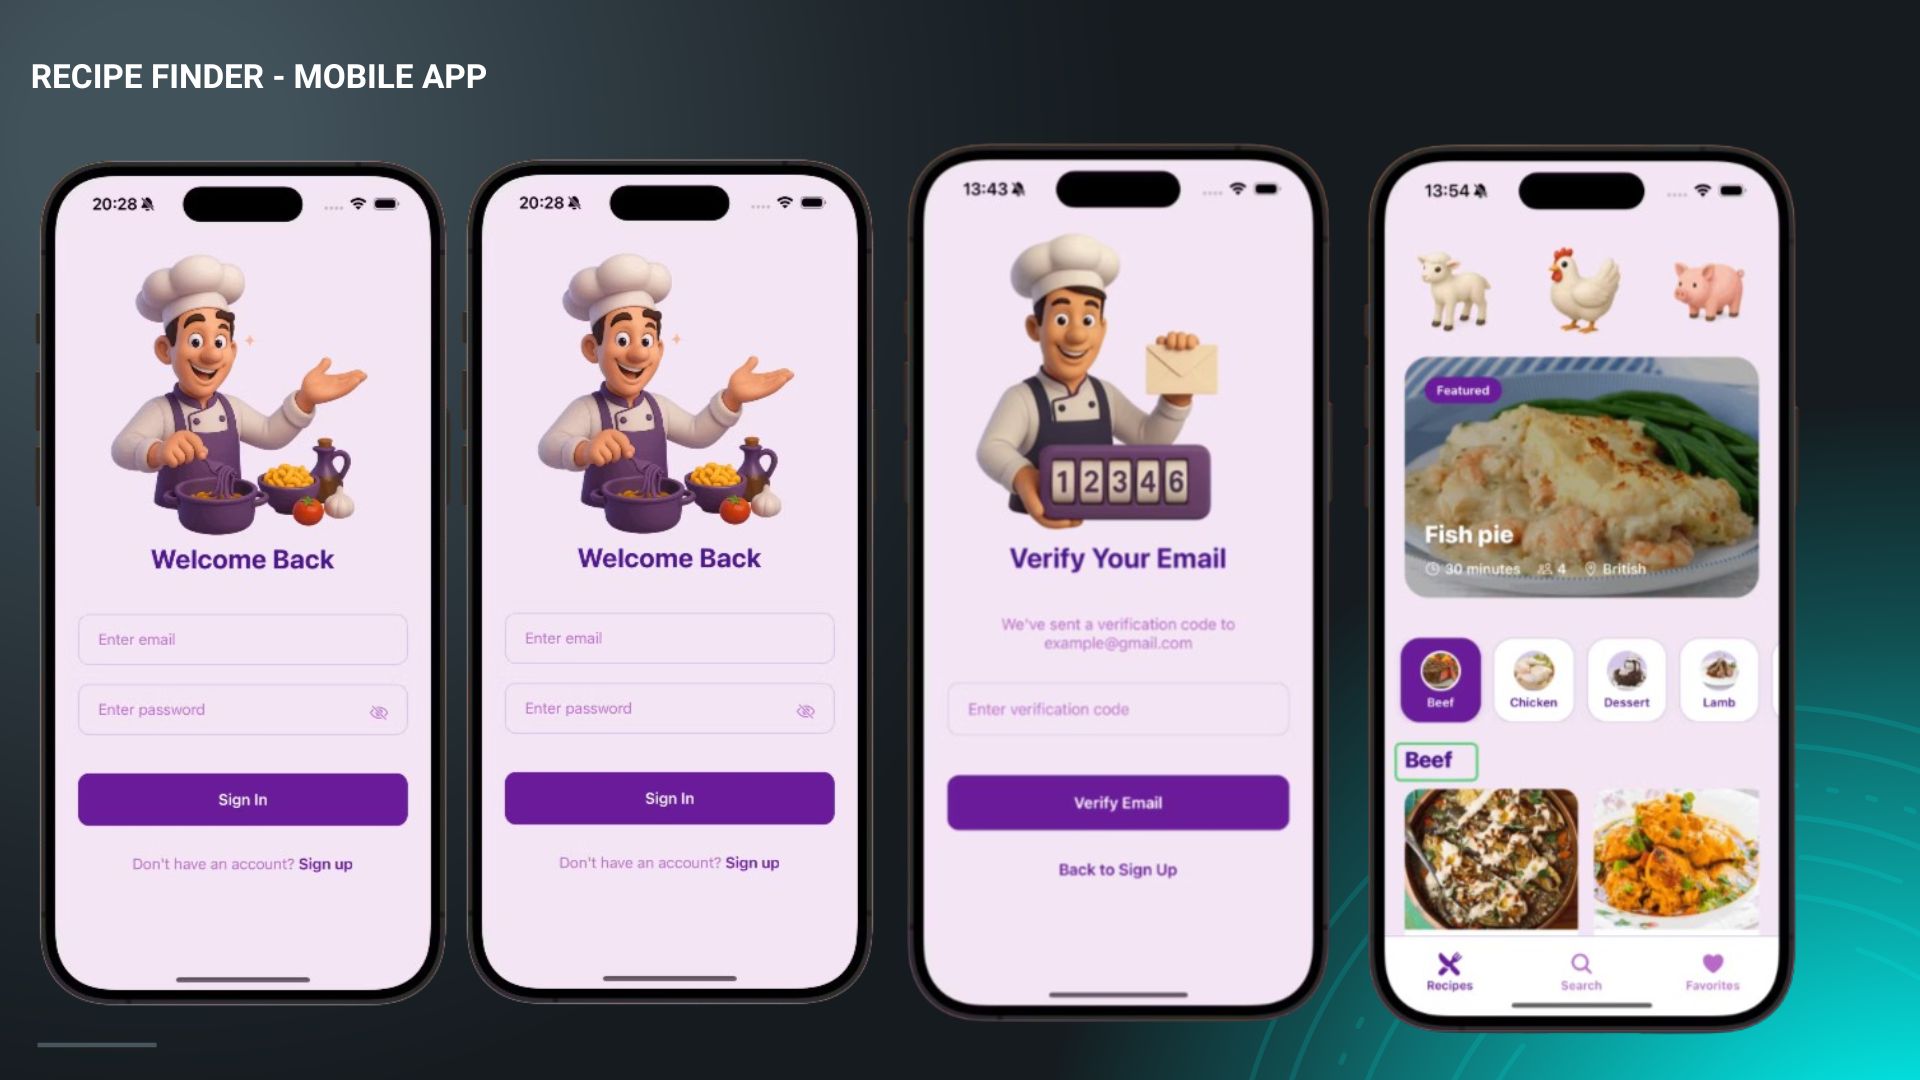 RECIPE FINDER - MOBILE APP
20:28
Welcome Back
Enter email
Enter password
Sign In
Don't have an account? Sign up
20:28
Welcome Back
Enter email
Enter password
Sign In
Don't have an account? Sign up
13:43
12346
Verify Your Email
We've sent a verification code to
example@gmail.com
Enter verification code
Verify Email
Back to Sign Up
13:54
Featured
Fish pie
30 minutes 4 British
Beef Chicken Dessert Lamb
Beef
Recipes Search Favorites